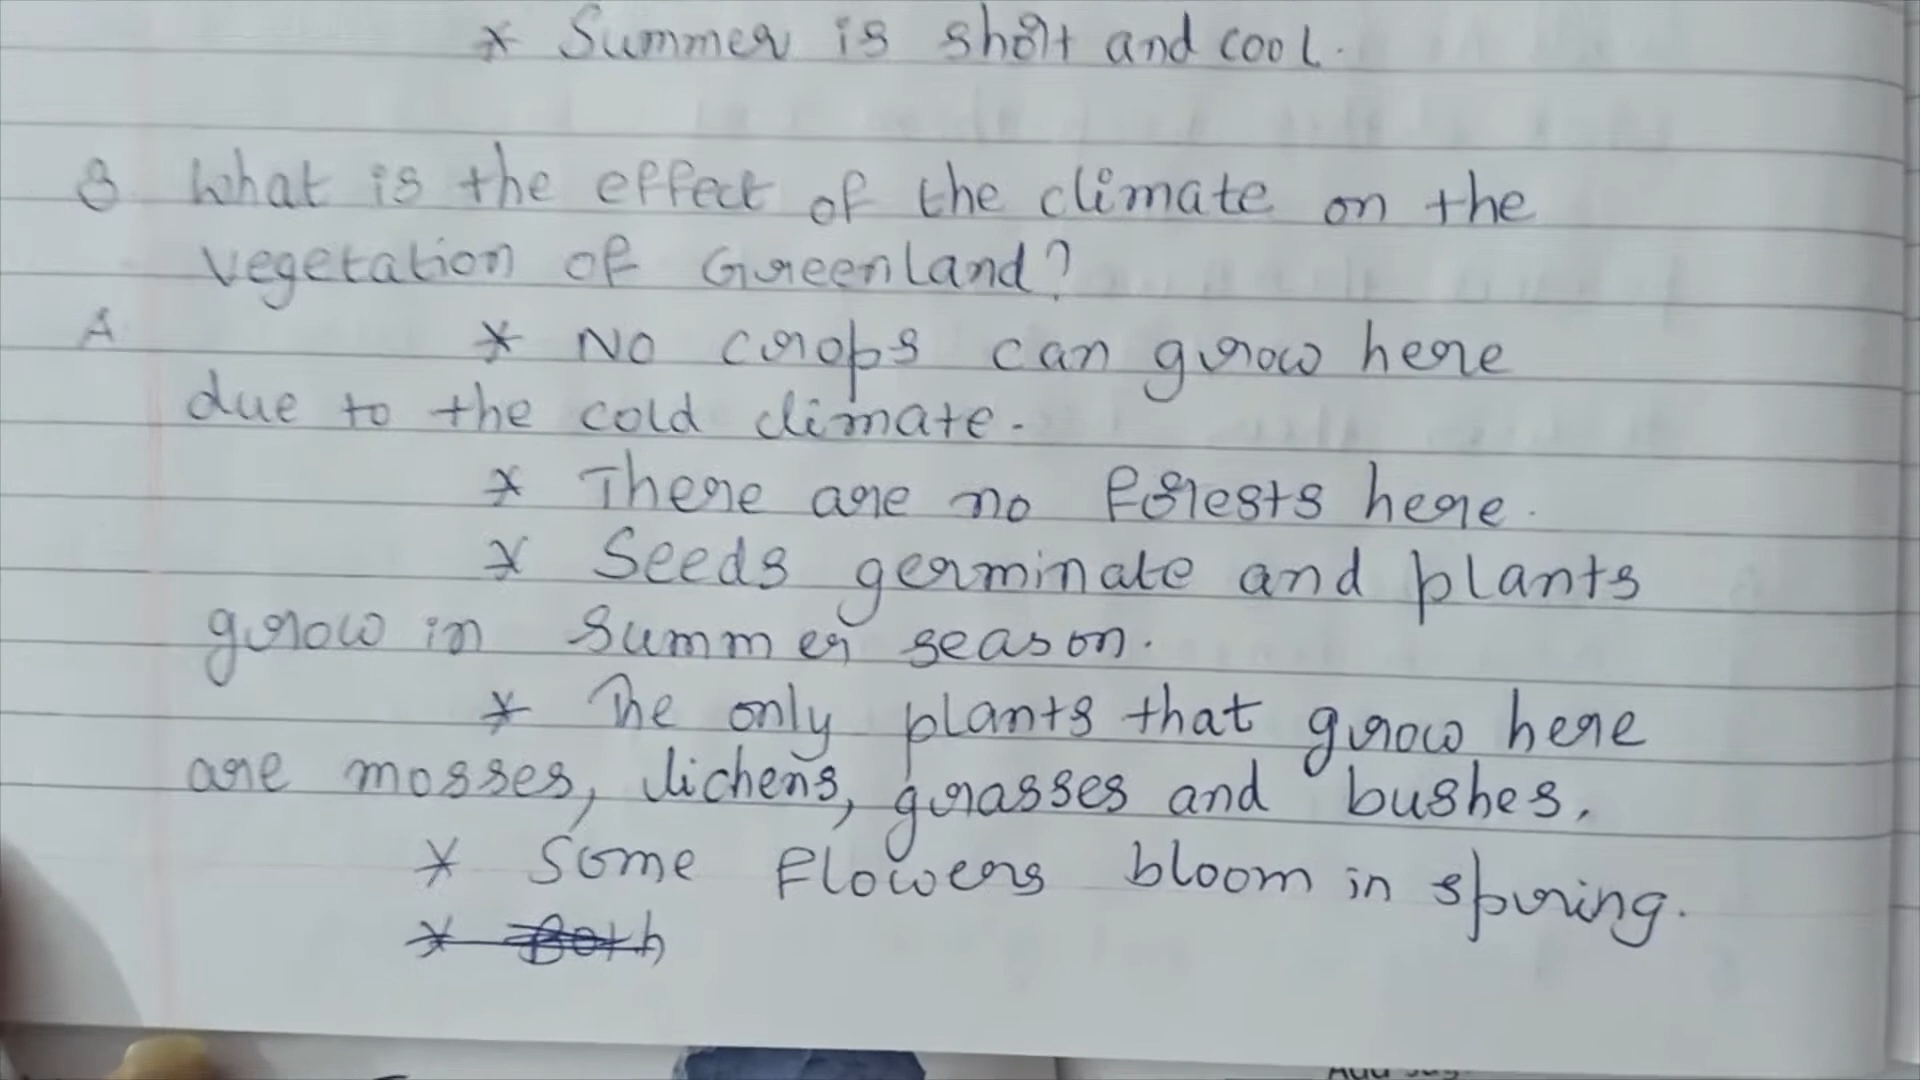 * Summer is short and cool.
Q What is the effect of the climate on the
vegetation of Greenland?
A * No crops can grow here
due to the cold climate.
* There are no forests here.
* Seeds germinate and plants
grow in summer season.
* The only plants that grow here
are mosses, lichens, grasses and bushes.
* Some flowers bloom in spring.
* Both